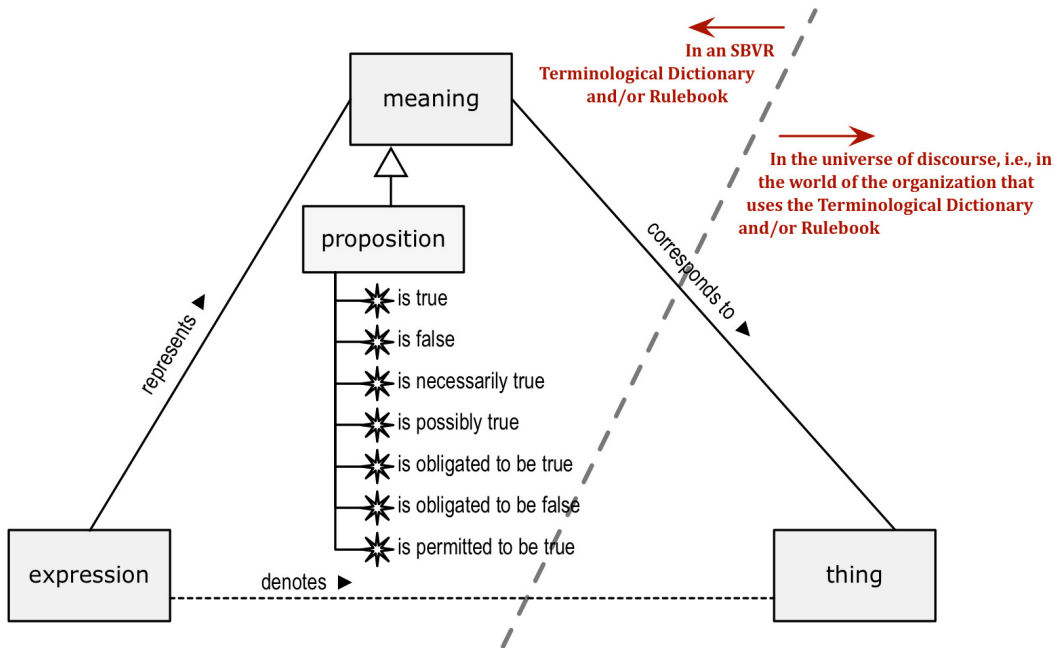 In an SBVR
Terminological Dictionary
and/or Rulebook
meaning
In the universe of discourse, i.e., in
the world of the organization that
uses the Terminological Dictionary
and/or Rulebook
proposition
corresponds to
is true
is false
represents
is necessarily true
is possibly true
is obligated to be true
is obligated to be false
is permitted to be true
expression
denotes
thing